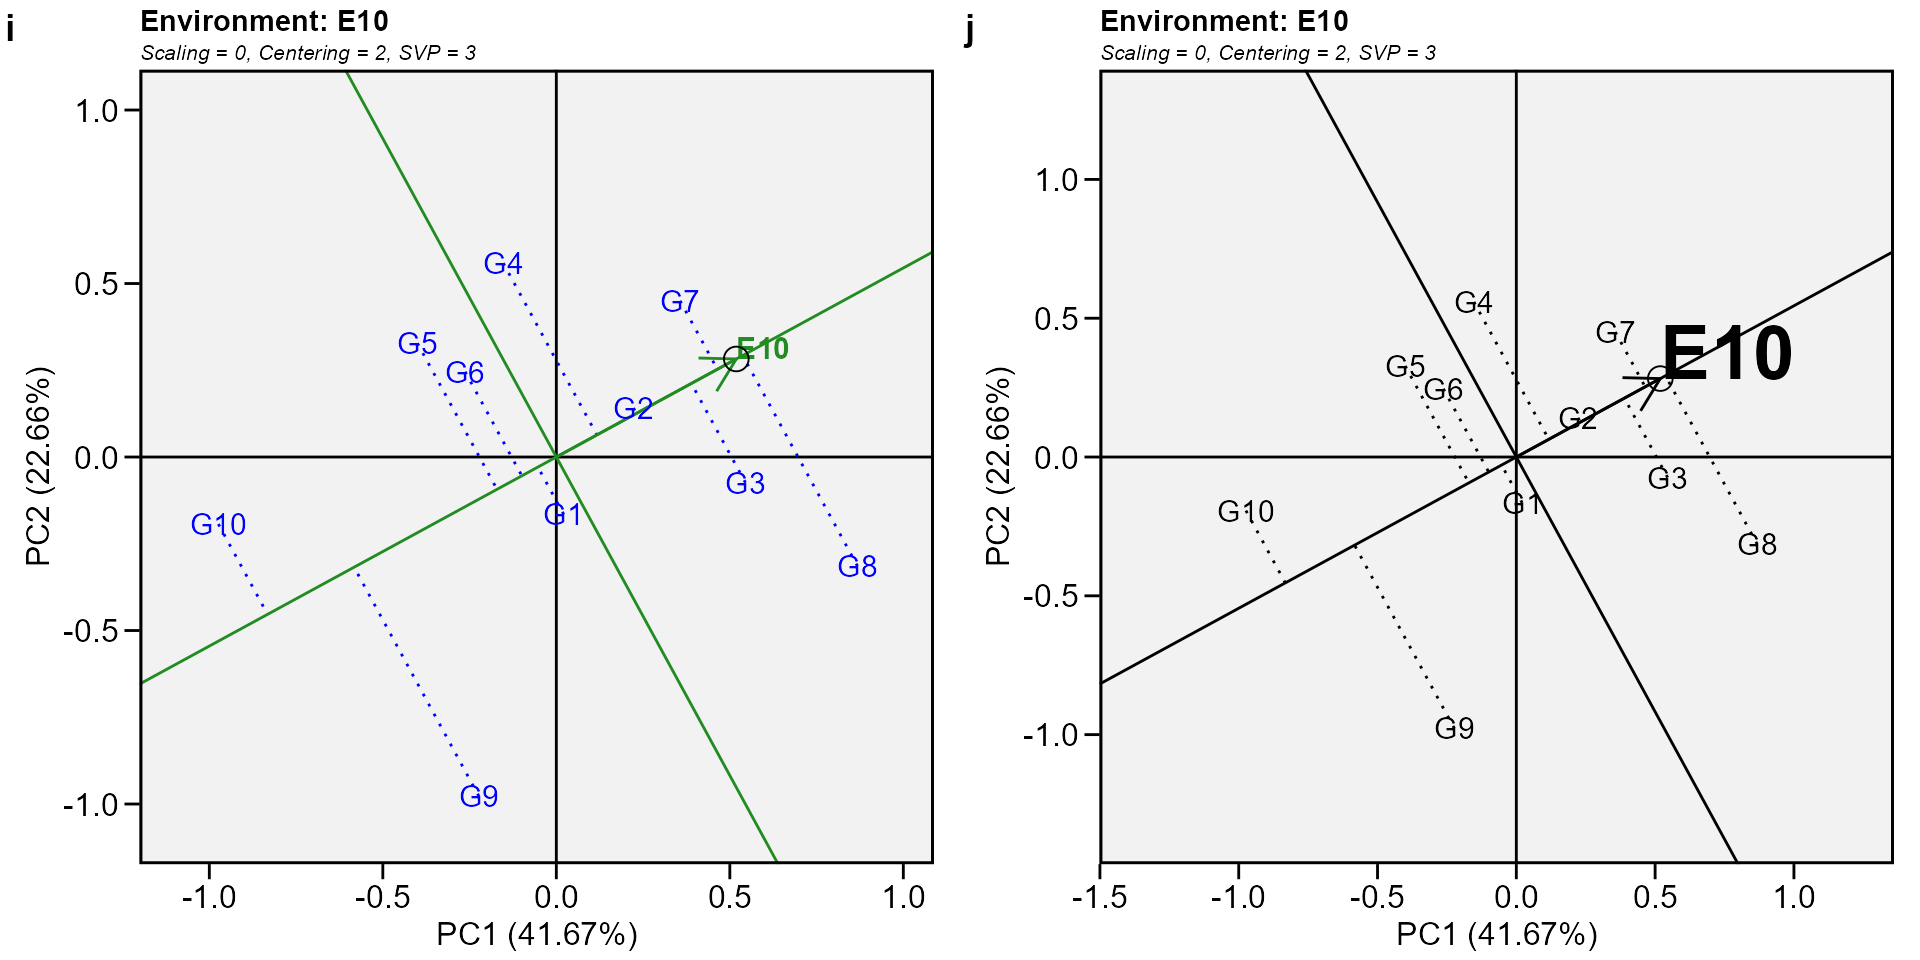 i
Environment: E10
Scaling = 0, Centering = 2, SVP = 3
1.0
0.5
0.0
-0.5
-1.0
PC2 (22.66%)
G4
G7
G5
E10
G6
G2
G3
G1
G10
G8
G9
-1.0 -0.5 0.0 0.5 1.0
PC1 (41.67%)
j
Environment: E10
Scaling = 0, Centering = 2, SVP = 3
1.0
0.5
0.0
-0.5
-1.0
PC2 (22.66%)
G4
G7
E10
G5
G6
G2
G3
G1
G10
G8
G9
-1.5 -1.0 -0.5 0.0 0.5 1.0
PC1 (41.67%)